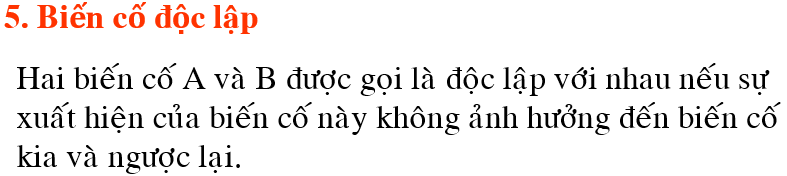 5. Biến cố độc lập
Hai biến cố A và B được gọi là độc lập với nhau nếu sự
xuất hiện của biến cố này không ảnh hưởng đến biến cố
kia và ngược lại.